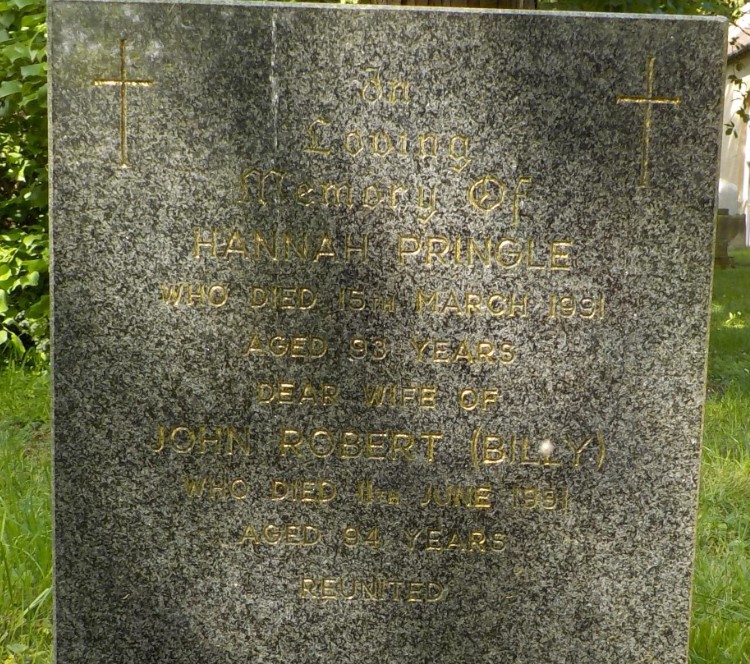 In
Loving
Memory Of
HANNAH PRINGLE
WHO DIED 15TH MARCH 1991
AGED 93 YEARS
DEAR WIFE OF
JOHN ROBERT (BILLY)
WHO DIED 11TH JUNE 1991
AGED 94 YEARS
REUNITED